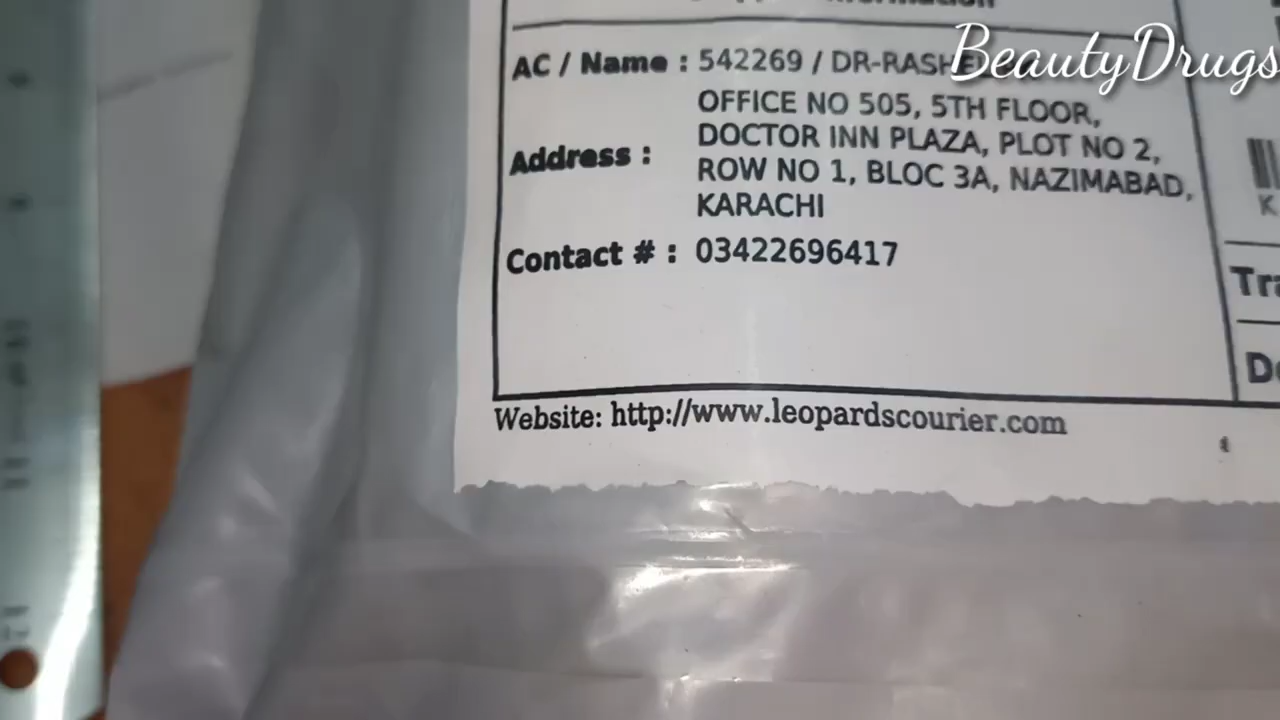 BeautyDrugs
AC / Name : 542269 / DR-RASHEL
Address : OFFICE NO 505, 5TH FLOOR,
DOCTOR INN PLAZA, PLOT NO 2,
ROW NO 1, BLOC 3A, NAZIMABAD,
KARACHI
Contact # : 03422696417
Website: http://www.leopardscourier.com